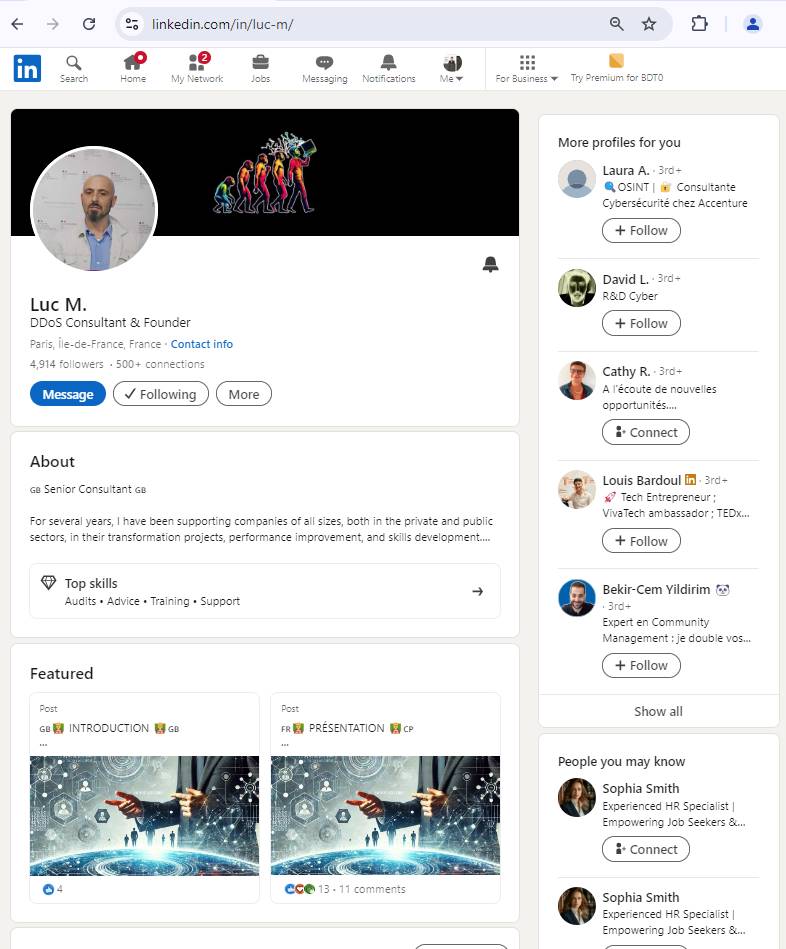 linkedin.com/in/luc-m/
in
Search
Home
2
My Network
Jobs
Messaging
Notifications
Me
For Business
Try Premium for BDT0
Luc M.
DDoS Consultant & Founder
Paris, Île-de-France, France · Contact info
4,914 followers · 500+ connections
Message
Following
More
About
GB Senior Consultant GB
For several years, I have been supporting companies of all sizes, both in the private and public
sectors, in their transformation projects, performance improvement, and skills development....
Top skills
Audits • Advice • Training • Support
Featured
Post
GB INTRODUCTION GB
...
4
Post
FR PRÉSENTATION CP
...
13 · 11 comments
More profiles for you
Laura A. · 3rd+
OSINT | Consultante
Cybersécurité chez Accenture
+ Follow
David L. · 3rd+
R&D Cyber
+ Follow
Cathy R. · 3rd+
A l'écoute de nouvelles
opportunités....
Connect
Louis Bardoul in · 3rd+
Tech Entrepreneur ;
VivaTech ambassador ; TEDx...
+ Follow
Bekir-Cem Yildirim
· 3rd+
Expert en Community
Management : je double vos...
+ Follow
Show all
People you may know
Sophia Smith
Experienced HR Specialist |
Empowering Job Seekers &...
Connect
Sophia Smith
Experienced HR Specialist |
Empowering Job Seekers &...